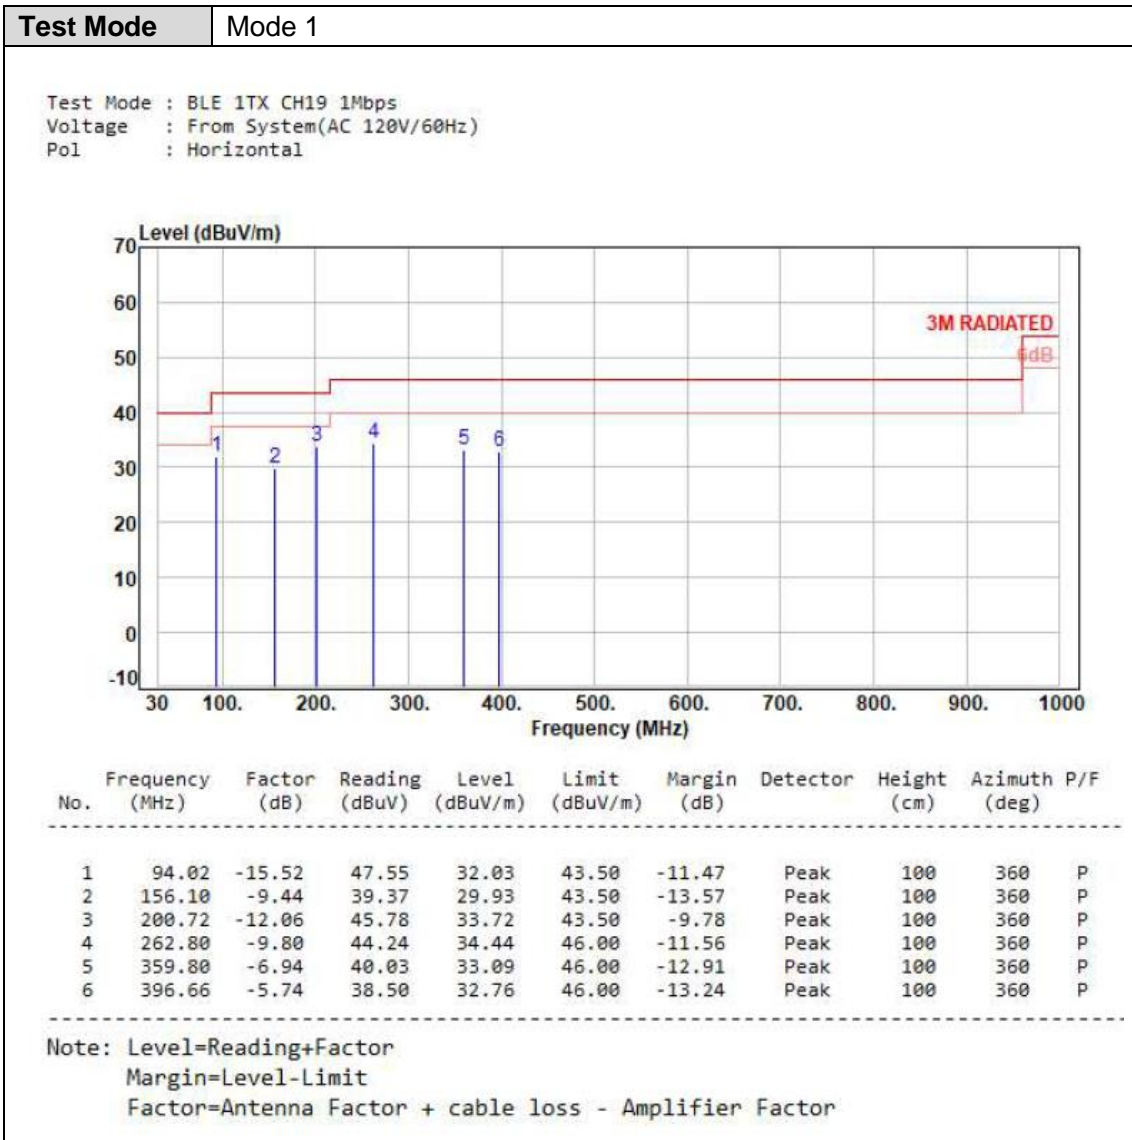 Test Mode Mode 1
Test Mode : BLE 1TX CH19 1Mbps
Voltage : From System(AC 120V/60Hz)
Pol : Horizontal
Level (dBuV/m)
70
60
50
40
30
20
10
0
-10
3M RADIATED
6dB
1 2 3 4 5 6
30 100. 200. 300. 400. 500. 600. 700. 800. 900. 1000
Frequency (MHz)
Frequency Factor Reading Level Limit Margin Detector Height Azimuth P/F
No. (MHz) (dB) (dBuV) (dBuV/m) (dBuV/m) (dB) (cm) (deg)
1 94.02 -15.52 47.55 32.03 43.50 -11.47 Peak 100 360 P
2 156.10 -9.44 39.37 29.93 43.50 -13.57 Peak 100 360 P
3 200.72 -12.06 45.78 33.72 43.50 -9.78 Peak 100 360 P
4 262.80 -9.80 44.24 34.44 46.00 -11.56 Peak 100 360 P
5 359.80 -6.94 40.03 33.09 46.00 -12.91 Peak 100 360 P
6 396.66 -5.74 38.50 32.76 46.00 -13.24 Peak 100 360 P
Note: Level=Reading+Factor
Margin=Level-Limit
Factor=Antenna Factor + cable loss - Amplifier Factor